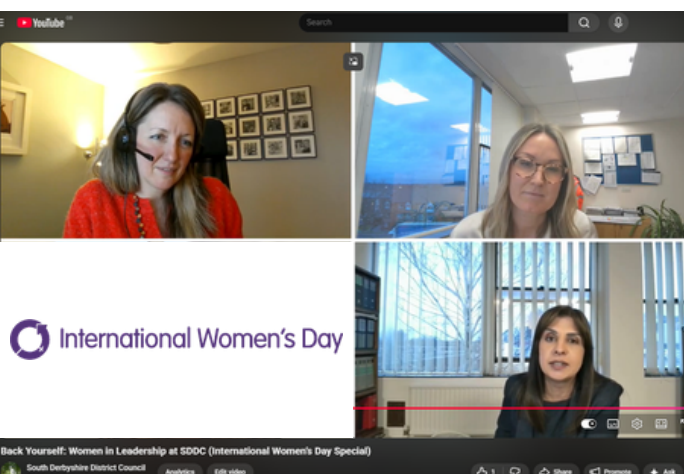 YouTube
Search
International Women's Day
Back Yourself: Women in Leadership at SDDC (International Women's Day Special)
South Derbyshire District Council
Analytics
Edit video
1
Share
Promote
Ask